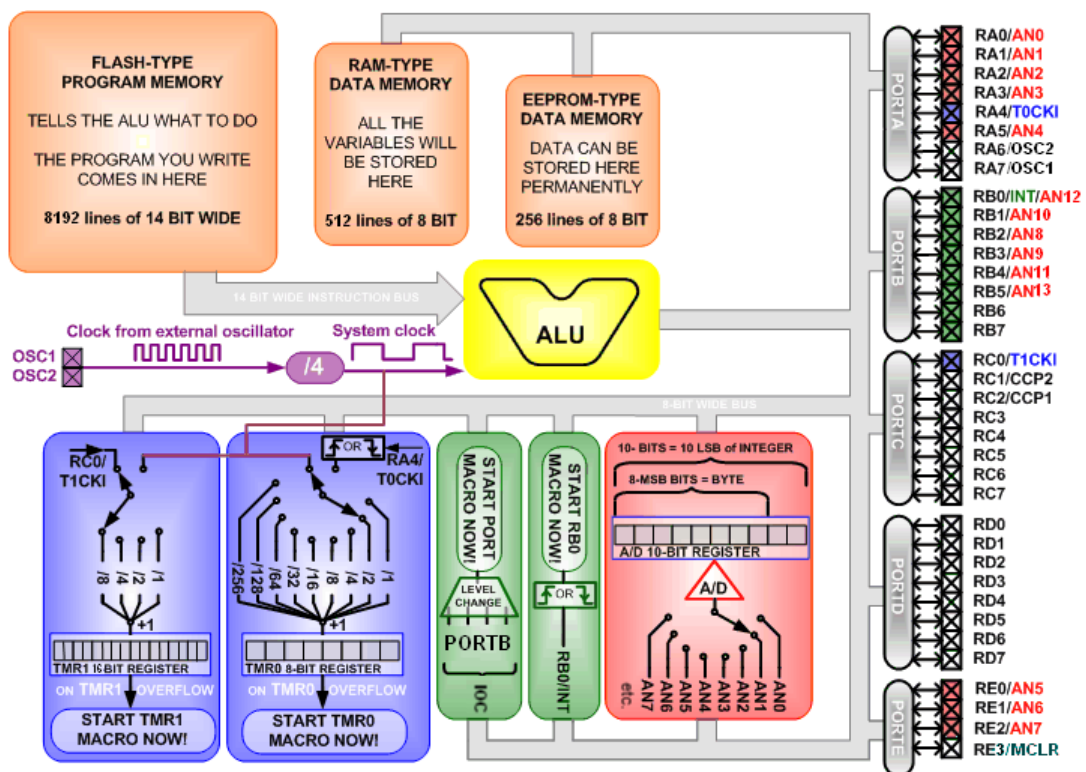 FLASH-TYPE
PROGRAM MEMORY
TELLS THE ALU WHAT TO DO
THE PROGRAM YOU WRITE
COMES IN HERE
8192 lines of 14 BIT WIDE
RAM-TYPE
DATA MEMORY
ALL THE
VARIABLES WILL
BE STORED
HERE
512 lines of 8 BIT
EEPROM-TYPE
DATA MEMORY
DATA CAN BE
STORED HERE
PERMANENTLY
256 lines of 8 BIT
14 BIT WIDE INSTRUCTION BUS
ALU
Clock from external oscillator
System clock
OSC1
OSC2
/4
8-BIT WIDE BUS
RC0/
T1CKI
/8
/4
/2
/1
+1
TMR1 16-BIT REGISTER
ON TMR1 OVERFLOW
START TMR1
MACRO NOW!
OR
RA4/
T0CKI
/256
/128
/64
/32
/16
/8
/4
/2
/1
+1
TMR0 8-BIT REGISTER
ON TMR0 OVERFLOW
START TMR0
MACRO NOW!
START PORT
MACRO NOW!
LEVEL
CHANGE
PORTB
IOC
START RB0
MACRO NOW!
OR
RB0/INT
10- BITS = 10 LSB of INTEGER
8-MSB BITS = BYTE
A/D 10-BIT REGISTER
A/D
etc.
AN7
AN6
AN5
AN4
AN3
AN2
AN1
AN0
PORTA
RA0/AN0
RA1/AN1
RA2/AN2
RA3/AN3
RA4/T0CKI
RA5/AN4
RA6/OSC2
RA7/OSC1
PORTB
RB0/INT/AN12
RB1/AN10
RB2/AN8
RB3/AN9
RB4/AN11
RB5/AN13
RB6
RB7
PORTC
RC0/T1CKI
RC1/CCP2
RC2/CCP1
RC3
RC4
RC5
RC6
RC7
PORTD
RD0
RD1
RD2
RD3
RD4
RD5
RD6
RD7
PORTE
RE0/AN5
RE1/AN6
RE2/AN7
RE3/MCLR